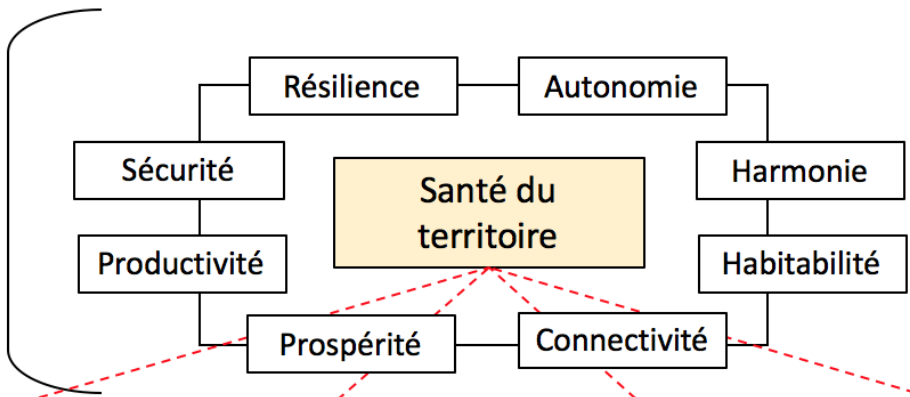 Résilience
Autonomie
Sécurité
Santé du
territoire
Harmonie
Productivité
Habitabilité
Prospérité
Connectivité